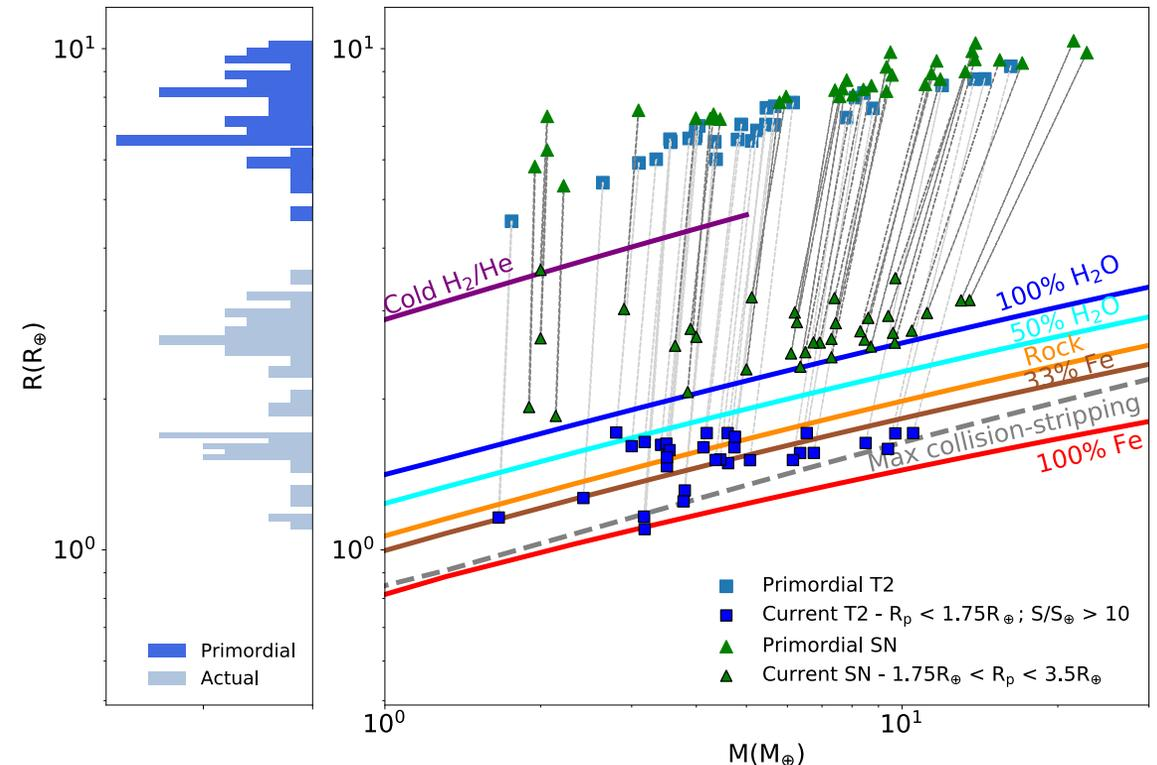 10¹
10⁰
R(R⊕)
Primordial
Actual
10¹
10⁰
Cold H₂/He
100% H₂O
50% H₂O
Rock
33% Fe
Max collision-stripping
100% Fe
Primordial T2
Current T2 - Rₚ < 1.75R⊕; S/S⊕ > 10
Primordial SN
Current SN - 1.75R⊕ < Rₚ < 3.5R⊕
10⁰
10¹
M(M⊕)